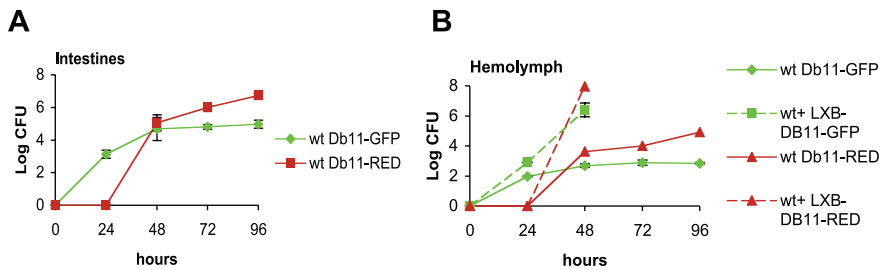 A
Intestines
Log CFU
8
6
4
2
0
0 24 48 72 96
hours
wt Db11-GFP
wt Db11-RED
B
Hemolymph
Log CFU
8
6
4
2
0
0 24 48 72 96
hours
wt Db11-GFP
wt+ LXB-
DB11-GFP
wt Db11-RED
wt+ LXB-
DB11-RED